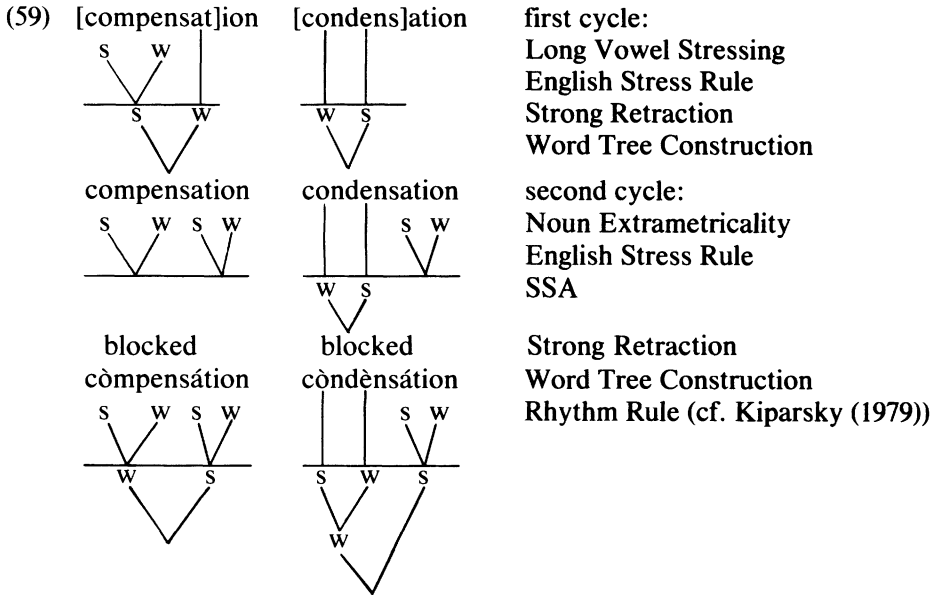 (59) [compensat]ion [condens]ation first cycle:
S W Long Vowel Stressing
English Stress Rule
S W W S Strong Retraction
Word Tree Construction
compensation condensation second cycle:
S W S W S W Noun Extrametricality
English Stress Rule
W S SSA
blocked blocked Strong Retraction
còmpensátion còndènsátion Word Tree Construction
S W S W S W Rhythm Rule (cf. Kiparsky (1979))
W S S W S
W